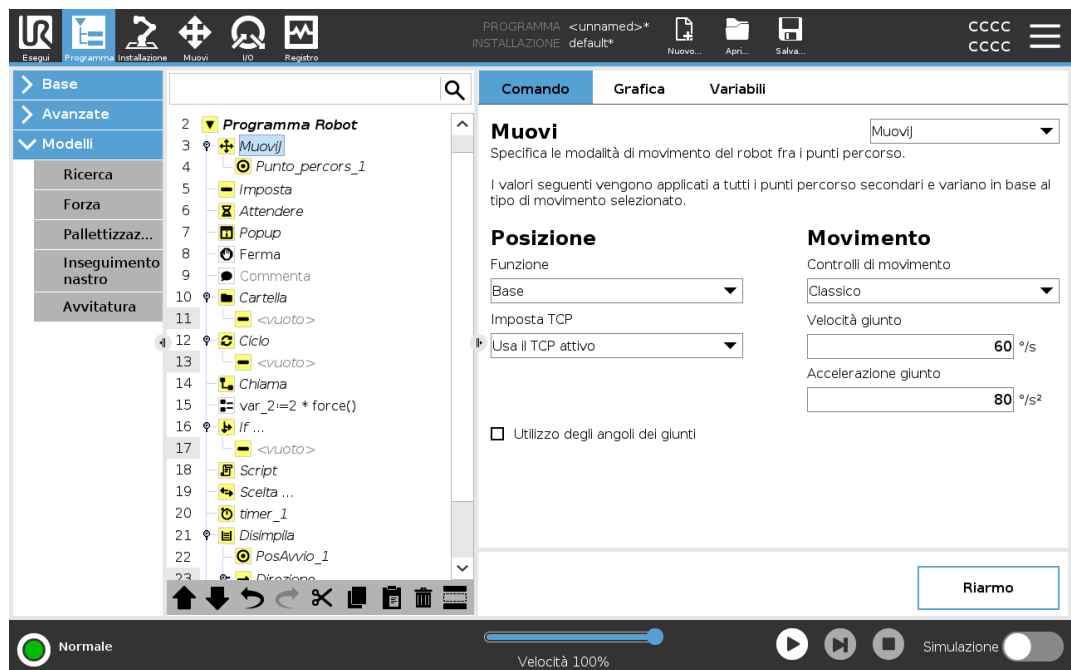 UR
Esegui
Programma
Installazione
Muovi
I/O
Registro
PROGRAMMA <unnamed>*
INSTALLAZIONE default*
Nuovo...
Apri...
Salva...
CCCC
CCCC
Base
Avanzate
Modelli
Ricerca
Forza
Pallettizzaz...
Inseguimento
nastro
Avvitatura
2 Programma Robot
3 MuoviJ
4 Punto_percors_1
5 Imposta
6 Attendere
7 Popup
8 Ferma
9 Commenta
10 Cartella
11 <vuoto>
12 Ciclo
13 <vuoto>
14 Chiama
15 var_2:=2 * force()
16 If ...
17 <vuoto>
18 Script
19 Scelta ...
20 timer_1
21 Disimpila
22 PosAvvio_1
23 Direzione
Comando
Grafica
Variabili
Muovi
MuoviJ
Specifica le modalità di movimento del robot fra i punti percorso.
I valori seguenti vengono applicati a tutti i punti percorso secondari e variano in base al
tipo di movimento selezionato.
Posizione
Funzione
Base
Imposta TCP
Usa il TCP attivo
Utilizzo degli angoli dei giunti
Movimento
Controlli di movimento
Classico
Velocità giunto
60 °/s
Accelerazione giunto
80 °/s²
Riarmo
Normale
Velocità 100%
Simulazione